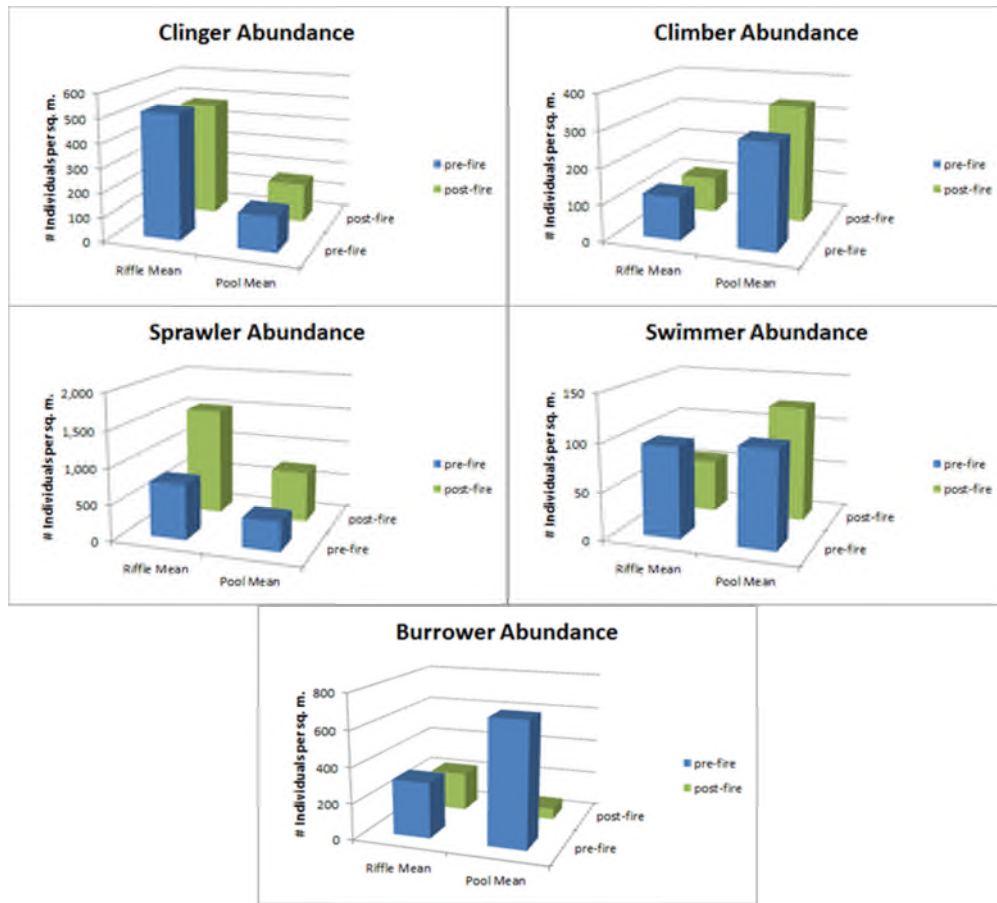 Clinger Abundance
# Individuals per sq. m.
600
500
400
300
200
100
0
Riffle Mean
Pool Mean
post-fire
pre-fire
pre-fire
post-fire
Climber Abundance
# Individuals per sq. m.
400
300
200
100
0
Riffle Mean
Pool Mean
post-fire
pre-fire
pre-fire
post-fire
Sprawler Abundance
# Individuals per sq. m.
2,000
1,500
1,000
500
0
Riffle Mean
Pool Mean
post-fire
pre-fire
pre-fire
post-fire
Swimmer Abundance
# Individuals per sq. m.
150
100
50
0
Riffle Mean
Pool Mean
post-fire
pre-fire
pre-fire
post-fire
Burrower Abundance
# Individuals per sq. m.
800
600
400
200
0
Riffle Mean
Pool Mean
post-fire
pre-fire
pre-fire
post-fire